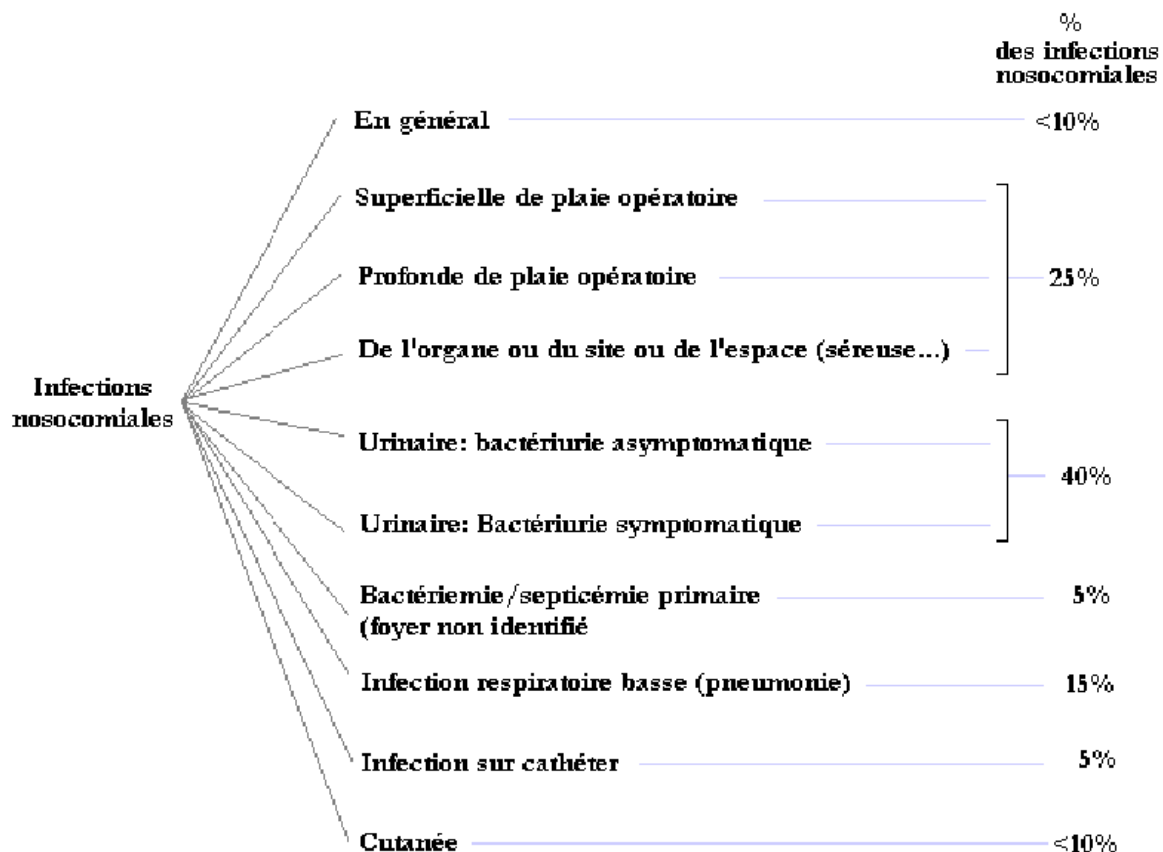 %
des infections
nosocomiales
En général <10%
Superficielle de plaie opératoire
Profonde de plaie opératoire 25%
De l'organe ou du site ou de l'espace (séreuse...)
Infections
nosocomiales
Urinaire: bactériurie asymptomatique
40%
Urinaire: Bactériurie symptomatique
Bactériemie/septicémie primaire 5%
(foyer non identifié
Infection respiratoire basse (pneumonie) 15%
Infection sur cathéter 5%
Cutanée <10%